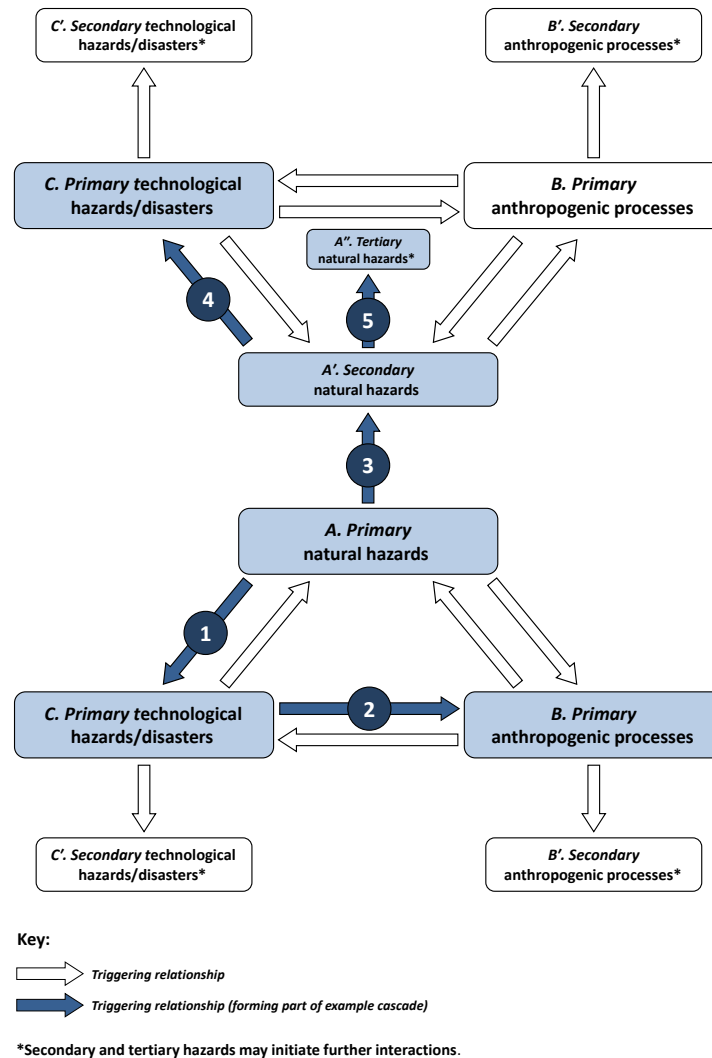 C’. Secondary technological
hazards/disasters*
B’. Secondary
anthropogenic processes*
C. Primary technological
hazards/disasters
B. Primary
anthropogenic processes
A’’. Tertiary
natural hazards*
4
5
A’. Secondary
natural hazards
3
A. Primary
natural hazards
1
C. Primary technological
hazards/disasters
2
B. Primary
anthropogenic processes
C’. Secondary technological
hazards/disasters*
B’. Secondary
anthropogenic processes*
Key:
Triggering relationship
Triggering relationship (forming part of example cascade)
*Secondary and tertiary hazards may initiate further interactions.